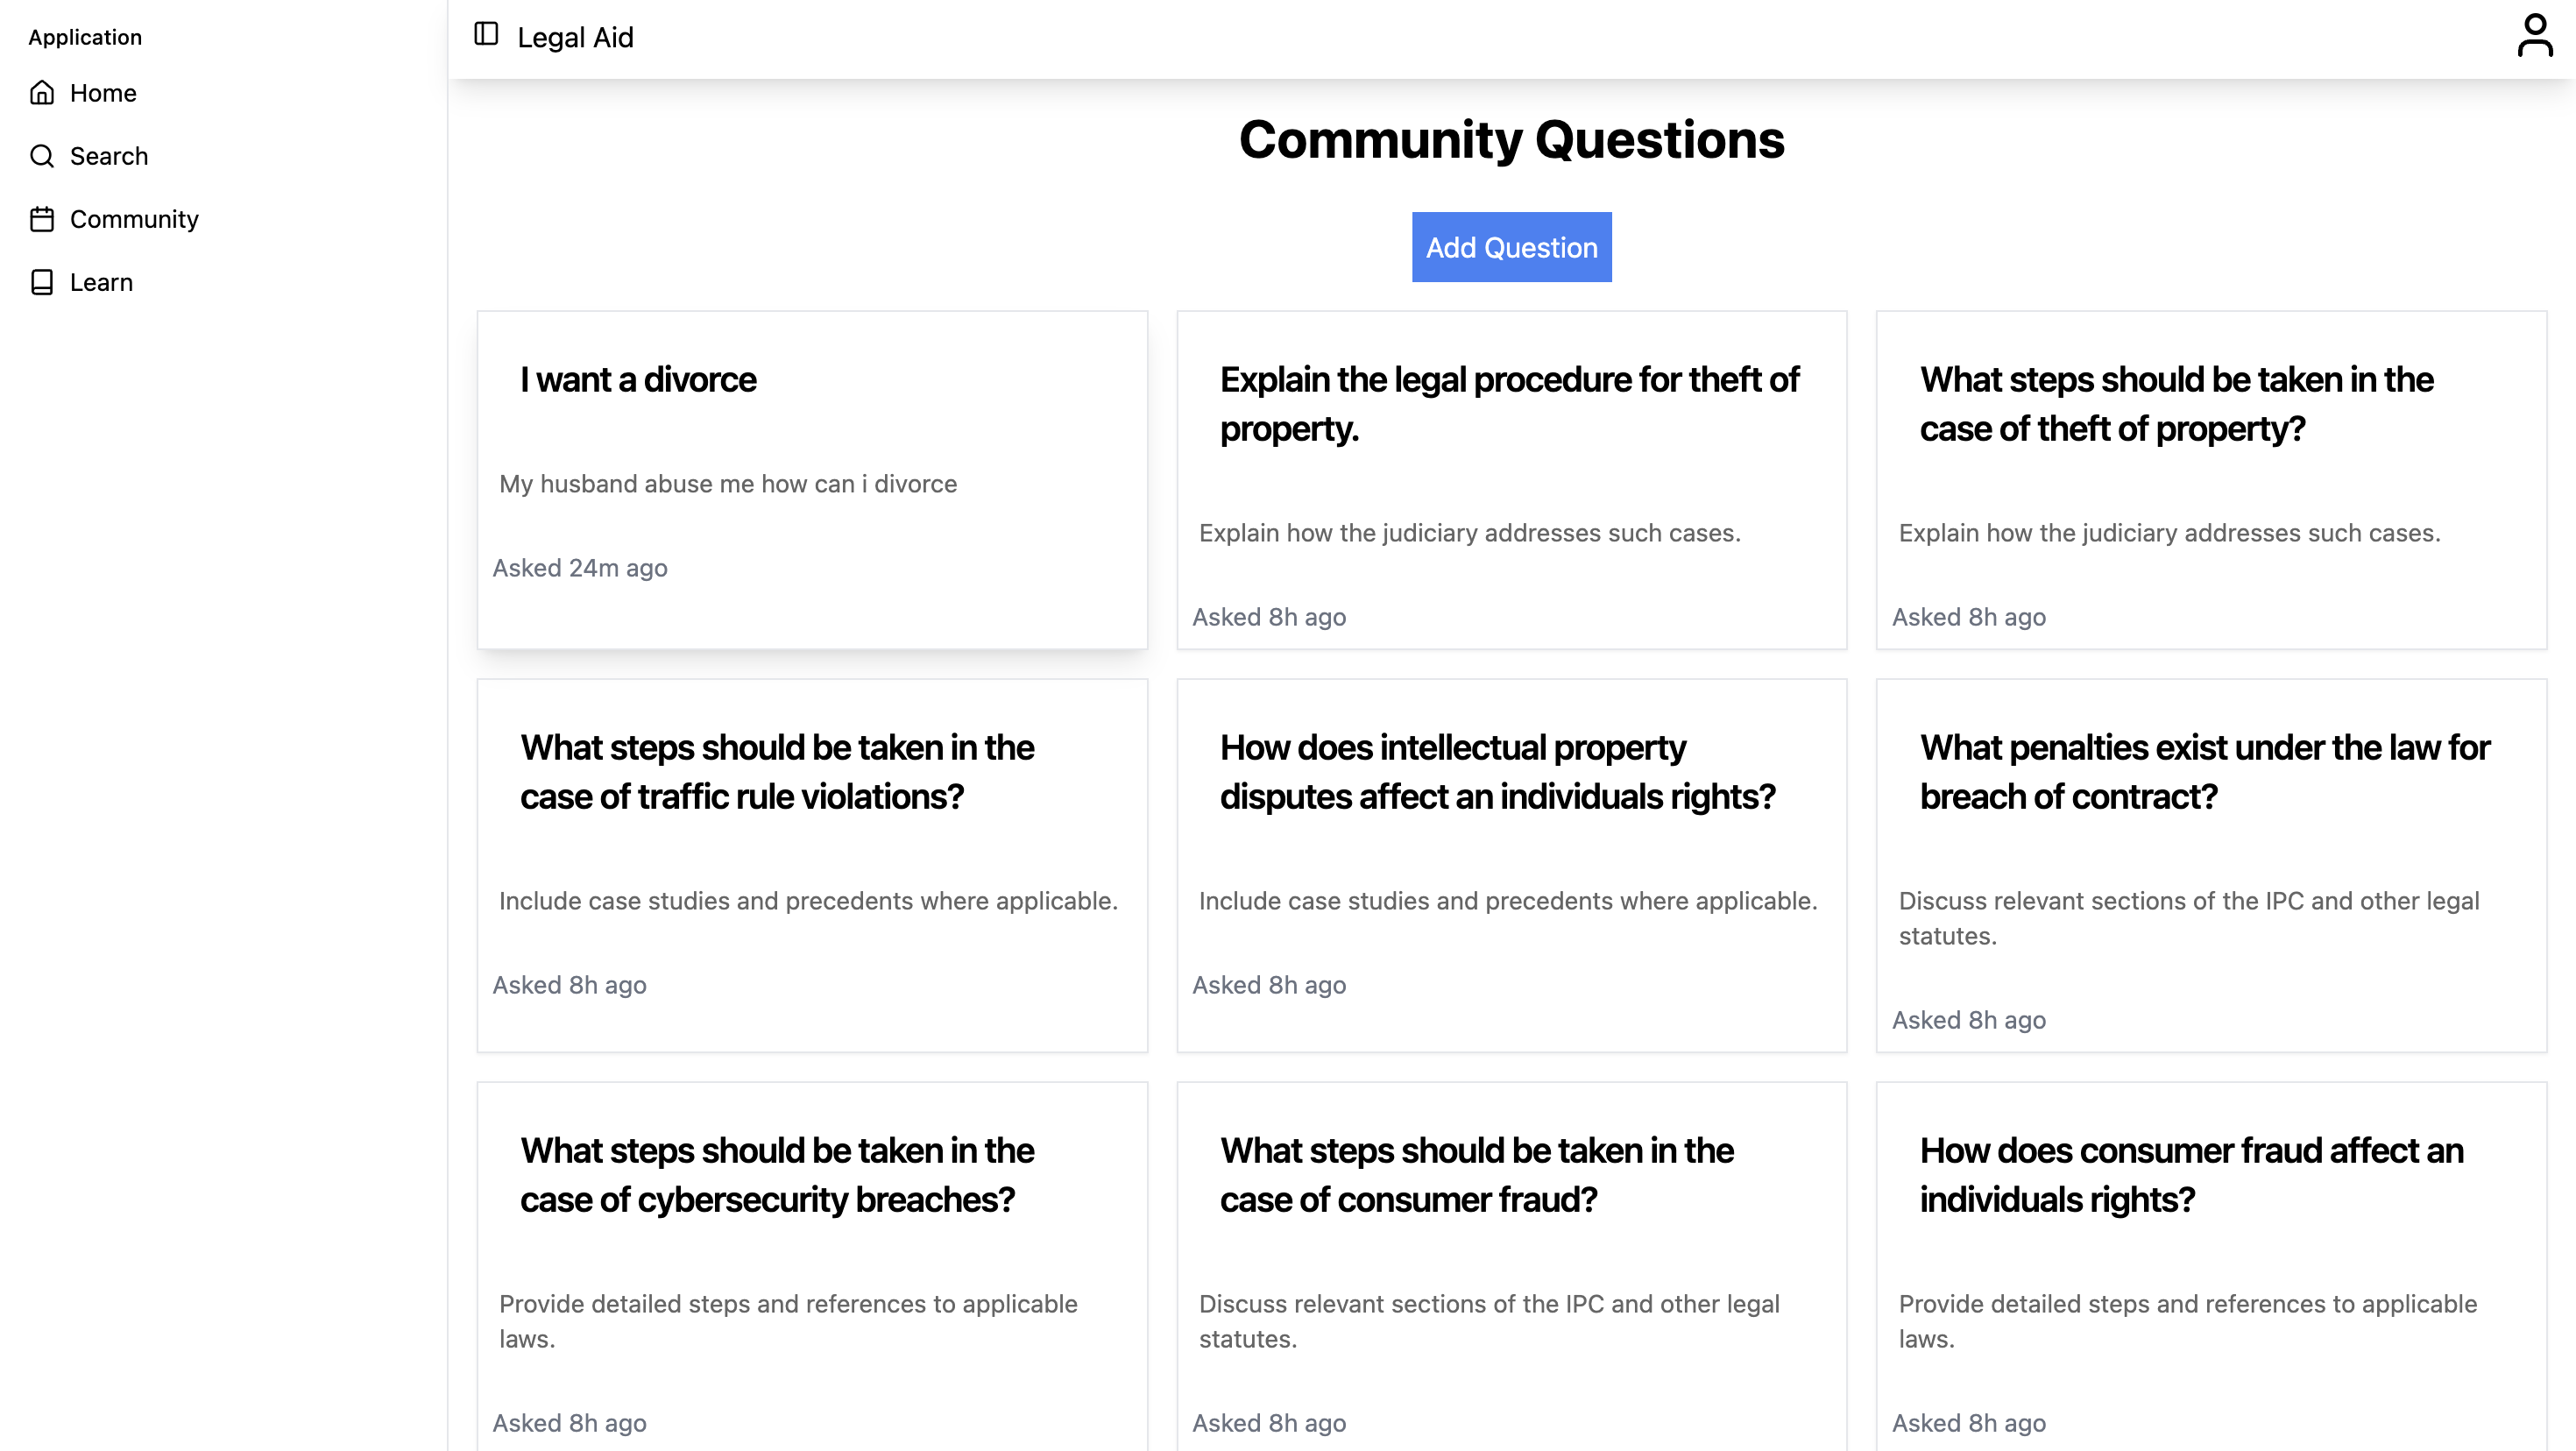 Application
Home
Search
Community
Learn
Legal Aid
Community Questions
Add Question
I want a divorce
My husband abuse me how can i divorce
Asked 24m ago
Explain the legal procedure for theft of
property.
Explain how the judiciary addresses such cases.
Asked 8h ago
What steps should be taken in the
case of theft of property?
Explain how the judiciary addresses such cases.
Asked 8h ago
What steps should be taken in the
case of traffic rule violations?
Include case studies and precedents where applicable.
Asked 8h ago
How does intellectual property
disputes affect an individuals rights?
Include case studies and precedents where applicable.
Asked 8h ago
What penalties exist under the law for
breach of contract?
Discuss relevant sections of the IPC and other legal
statutes.
Asked 8h ago
What steps should be taken in the
case of cybersecurity breaches?
Provide detailed steps and references to applicable
laws.
Asked 8h ago
What steps should be taken in the
case of consumer fraud?
Discuss relevant sections of the IPC and other legal
statutes.
Asked 8h ago
How does consumer fraud affect an
individuals rights?
Provide detailed steps and references to applicable
laws.
Asked 8h ago